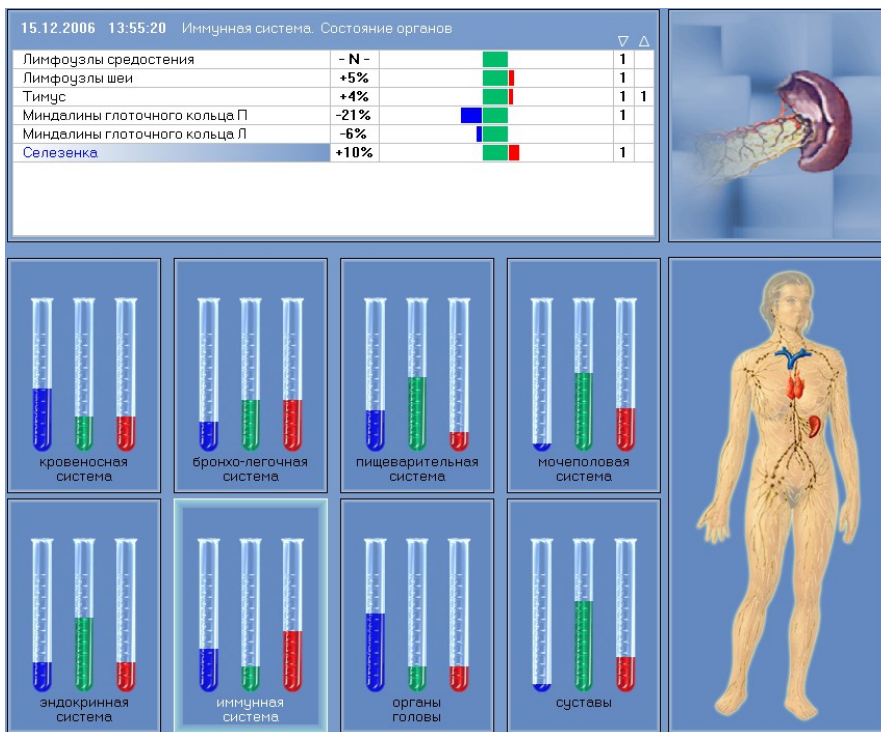 15.12.2006 13:55:20 Иммунная система. Состояние органов
▽ △
Лимфоузлы средостения - N - 1
Лимфоузлы шеи +5% 1
Тимус +4% 1 1
Миндалины глоточного кольца П -21% 1
Миндалины глоточного кольца Л -6%
Селезенка +10% 1
кровеносная
система
бронхо-легочная
система
пищеварительная
система
мочеполовая
система
эндокринная
система
иммунная
система
органы
головы
суставы